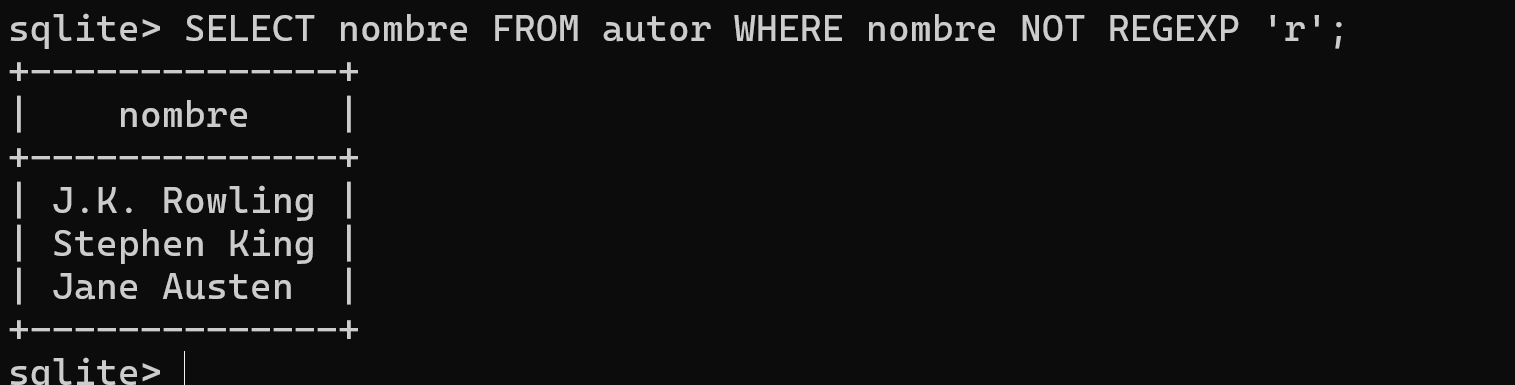 sqlite> SELECT nombre FROM autor WHERE nombre NOT REGEXP 'r';
+--------------+
|    nombre    |
+--------------+
| J.K. Rowling |
| Stephen King |
| Jane Austen  |
+--------------+
sqlite>